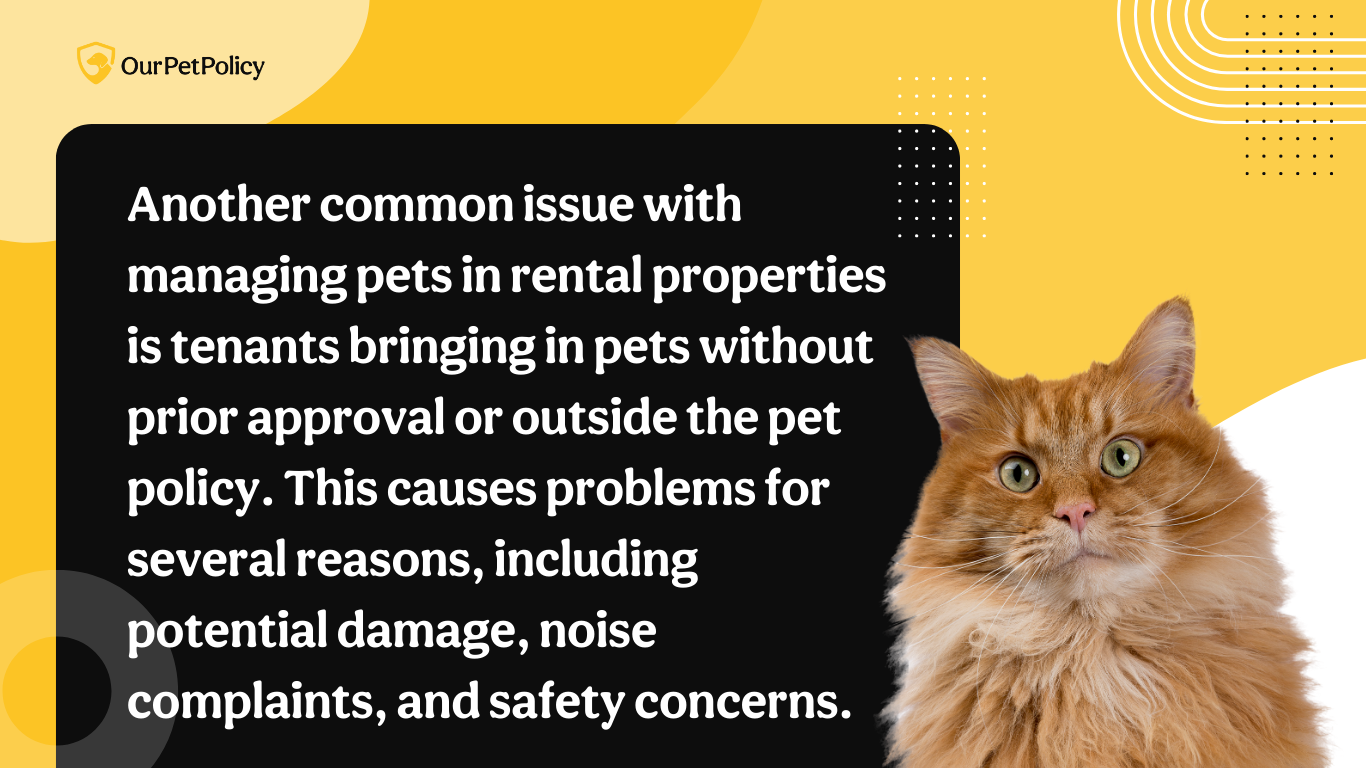 OurPetPolicy
Another common issue with
managing pets in rental properties
is tenants bringing in pets without
prior approval or outside the pet
policy. This causes problems for
several reasons, including
potential damage, noise
complaints, and safety concerns.